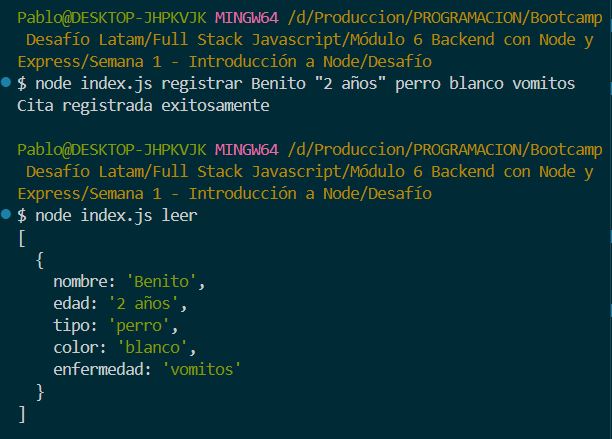 Pablo@DESKTOP-JHPKVJK MINGW64 /d/Produccion/PROGRAMACION/Bootcamp
 Desafío Latam/Full Stack Javascript/Módulo 6 Backend con Node y
Express/Semana 1 - Introducción a Node/Desafío
$ node index.js registrar Benito "2 años" perro blanco vomitos
Cita registrada exitosamente

Pablo@DESKTOP-JHPKVJK MINGW64 /d/Produccion/PROGRAMACION/Bootcamp
 Desafío Latam/Full Stack Javascript/Módulo 6 Backend con Node y
Express/Semana 1 - Introducción a Node/Desafío
$ node index.js leer
[
  {
    nombre: 'Benito',
    edad: '2 años',
    tipo: 'perro',
    color: 'blanco',
    enfermedad: 'vomitos'
  }
]